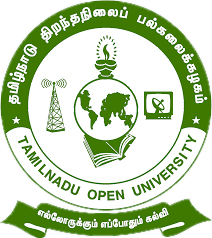 தமிழ்நாடு திறந்தநிலைப் பல்கலைக்கழகம்
TAMILNADU OPEN UNIVERSITY
எல்லோருக்கும் எப்போதும் கல்வி